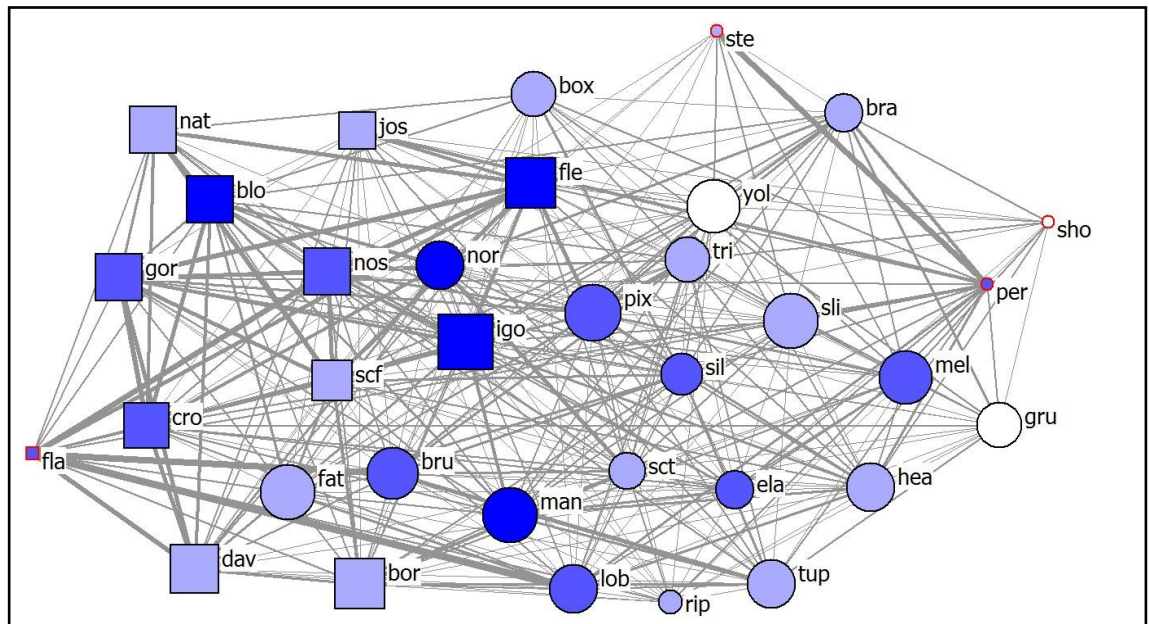 ste
box
bra
nat
jos
fle
blo
yol
sho
nor
tri
gor
nos
per
pix
sli
igo
mel
scf
sil
cro
gru
fla
bru
sct
fat
ela
hea
man
dav
bor
lob
tup
rip